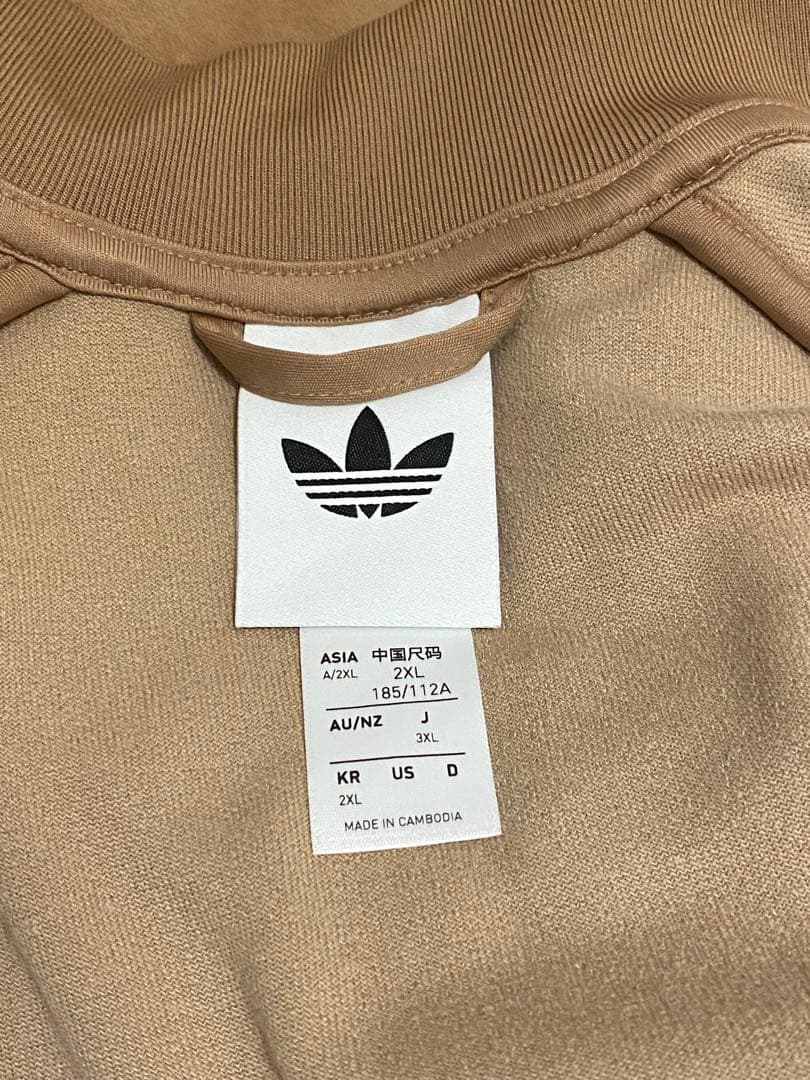 ASIA 中国尺码
A/2XL 2XL
185/112A
AU/NZ J
3XL
KR US D
2XL
MADE IN CAMBODIA